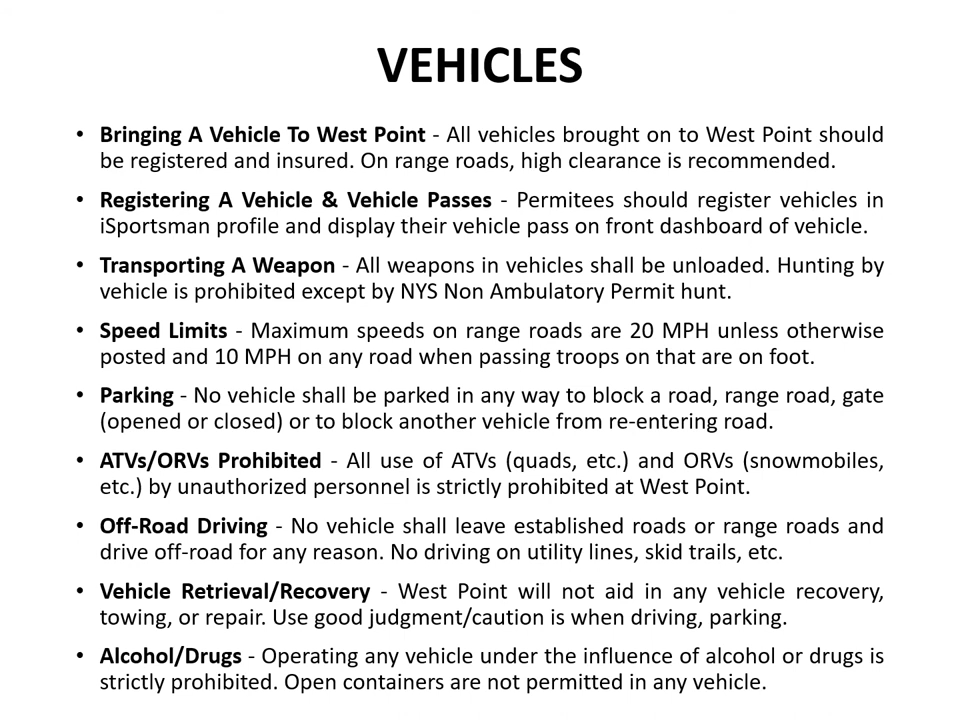 VEHICLES
• Bringing A Vehicle To West Point - All vehicles brought on to West Point should
be registered and insured. On range roads, high clearance is recommended.
• Registering A Vehicle & Vehicle Passes - Permitees should register vehicles in
iSportsman profile and display their vehicle pass on front dashboard of vehicle.
• Transporting A Weapon - All weapons in vehicles shall be unloaded. Hunting by
vehicle is prohibited except by NYS Non Ambulatory Permit hunt.
• Speed Limits - Maximum speeds on range roads are 20 MPH unless otherwise
posted and 10 MPH on any road when passing troops on that are on foot.
• Parking - No vehicle shall be parked in any way to block a road, range road, gate
(opened or closed) or to block another vehicle from re-entering road.
• ATVs/ORVs Prohibited - All use of ATVs (quads, etc.) and ORVs (snowmobiles,
etc.) by unauthorized personnel is strictly prohibited at West Point.
• Off-Road Driving - No vehicle shall leave established roads or range roads and
drive off-road for any reason. No driving on utility lines, skid trails, etc.
• Vehicle Retrieval/Recovery - West Point will not aid in any vehicle recovery,
towing, or repair. Use good judgment/caution is when driving, parking.
• Alcohol/Drugs - Operating any vehicle under the influence of alcohol or drugs is
strictly prohibited. Open containers are not permitted in any vehicle.